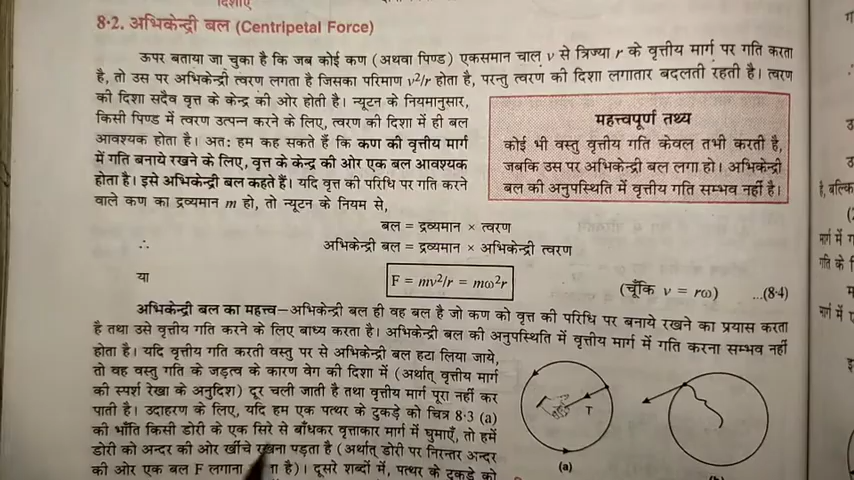 दिशाएँ
8·2. अभिकेन्द्री बल (Centripetal Force)
ऊपर बताया जा चुका है कि जब कोई कण (अथवा पिण्ड) एकसमान चाल v से त्रिज्या r के वृत्तीय मार्ग पर गति करता
है, तो उस पर अभिकेन्द्री त्वरण लगता है जिसका परिमाण v²/r होता है, परन्तु त्वरण की दिशा लगातार बदलती रहती है। त्वरण
की दिशा सदैव वृत्त के केन्द्र की ओर होती है। न्यूटन के नियमानुसार,
किसी पिण्ड में त्वरण उत्पन्न करने के लिए, त्वरण की दिशा में ही बल
आवश्यक होता है। अतः हम कह सकते हैं कि कण की वृत्तीय मार्ग
में गति बनाये रखने के लिए, वृत्त के केन्द्र की ओर एक बल आवश्यक
होता है। इसे अभिकेन्द्री बल कहते हैं। यदि वृत्त की परिधि पर गति करने
वाले कण का द्रव्यमान m हो, तो न्यूटन के नियम से,
महत्त्वपूर्ण तथ्य
कोई भी वस्तु वृत्तीय गति केवल तभी करती है,
जबकि उस पर अभिकेन्द्री बल लगा हो। अभिकेन्द्री
बल की अनुपस्थिति में वृत्तीय गति सम्भव नहीं है।
बल = द्रव्यमान × त्वरण
∴ अभिकेन्द्री बल = द्रव्यमान × अभिकेन्द्री त्वरण
या F = mv²/r = mω²r (चूँकि v = rω) ...(8·4)
अभिकेन्द्री बल का महत्त्व–अभिकेन्द्री बल ही वह बल है जो कण को वृत्त की परिधि पर बनाये रखने का प्रयास करता
है तथा उसे वृत्तीय गति करने के लिए बाध्य करता है। अभिकेन्द्री बल की अनुपस्थिति में वृत्तीय मार्ग में गति करना सम्भव नहीं
होता है। यदि वृत्तीय गति करती वस्तु पर से अभिकेन्द्री बल हटा लिया जाये,
तो वह वस्तु गति के जड़त्व के कारण वेग की दिशा में (अर्थात् वृत्तीय मार्ग
की स्पर्श रेखा के अनुदिश) दूर चली जाती है तथा वृत्तीय मार्ग पूरा नहीं कर
पाती है। उदाहरण के लिए, यदि हम एक पत्थर के टुकड़े को चित्र 8·3 (a)
की भाँति किसी डोरी के एक सिरे से बाँधकर वृत्ताकार मार्ग में घुमाएँ, तो हमें
डोरी को अन्दर की ओर खींचे रखना पड़ता है (अर्थात् डोरी पर निरन्तर अन्दर
की ओर एक बल F लगाना है)। दूसरे शब्दों में, पत्थर के टुकड़े को
T
(a)
है, बल्कि
मार्ग में
गति के
मार्ग में